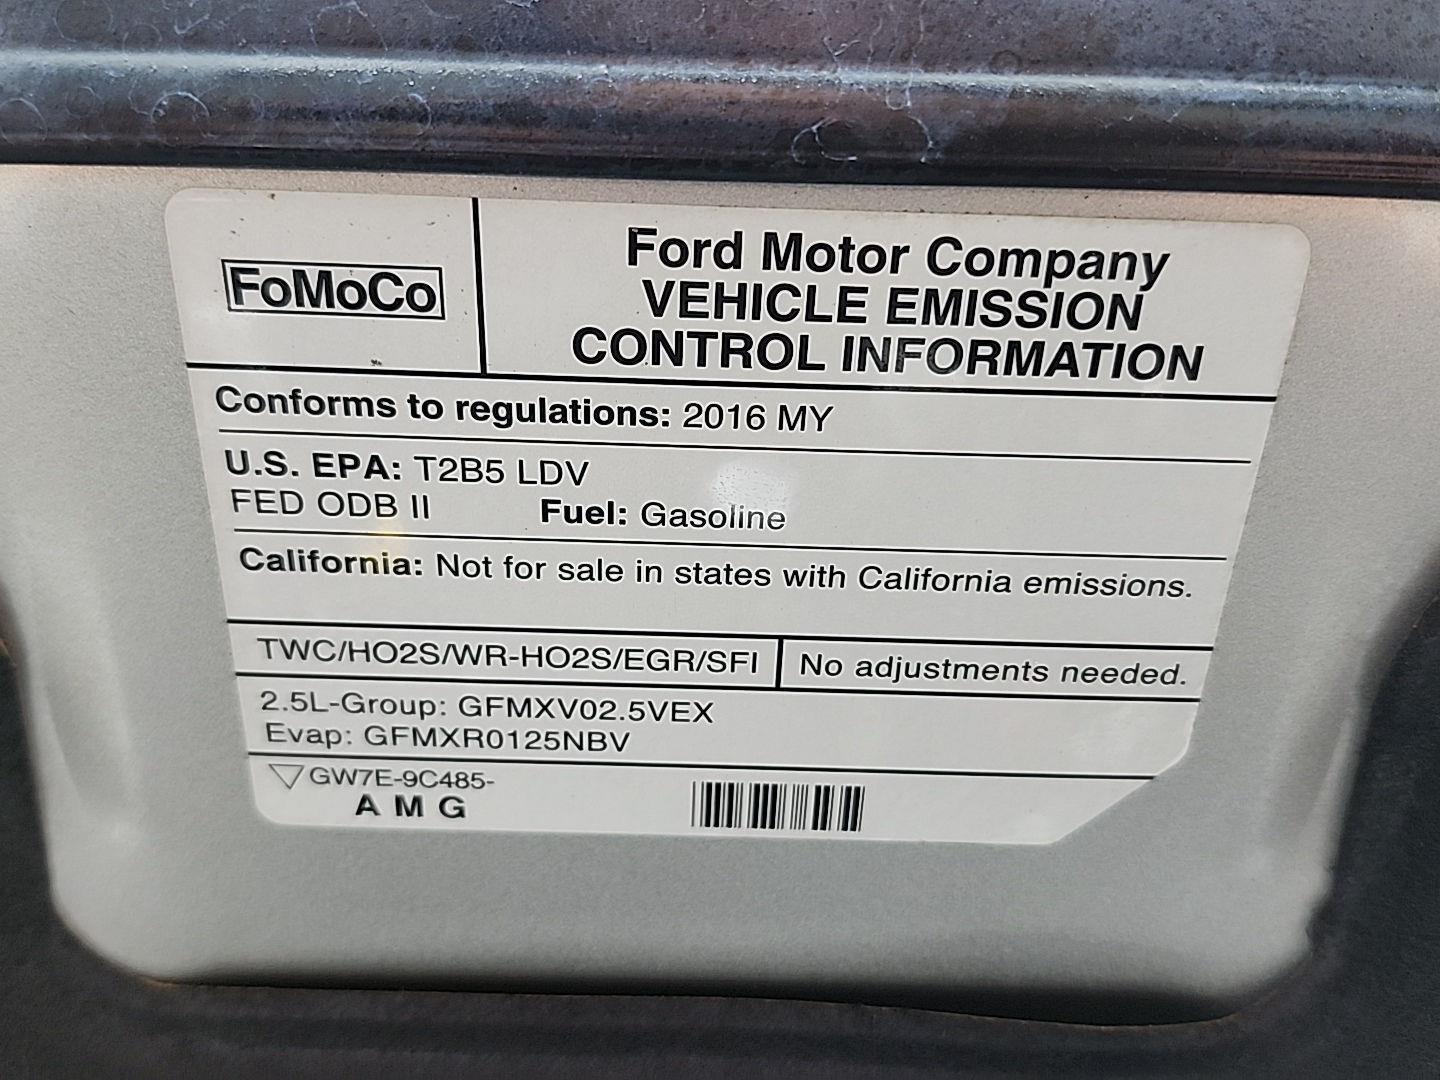 FoMoCo
Ford Motor Company
VEHICLE EMISSION
CONTROL INFORMATION
Conforms to regulations: 2016 MY
U.S. EPA: T2B5 LDV
FED ODB II Fuel: Gasoline
California: Not for sale in states with California emissions.
TWC/HO2S/WR-HO2S/EGR/SFI No adjustments needed.
2.5L-Group: GFMXV02.5VEX
Evap: GFMXR0125NBV
GW7E-9C485-
A M G